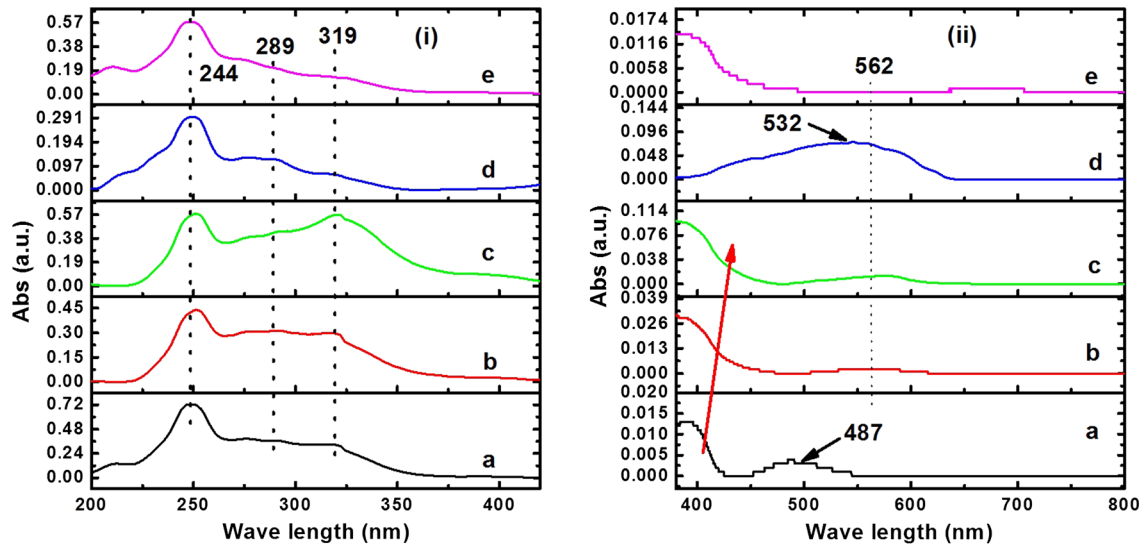 (i)
0.57
0.38
0.19
0.00
244
289
319
e
0.291
0.194
0.097
0.000
d
0.57
0.38
0.19
0.00
c
0.45
0.30
0.15
0.00
b
0.72
0.48
0.24
0.00
a
200 250 300 350 400
Wave length (nm)
Abs (a.u.)
(ii)
0.0174
0.0116
0.0058
0.0000
562
e
0.144
0.096
0.048
0.000
532
d
0.114
0.076
0.038
0.000
c
0.039
0.026
0.013
0.000
b
0.020
0.015
0.010
0.005
0.000
487
a
400 500 600 700 800
Wave length (nm)
Abs (a.u.)